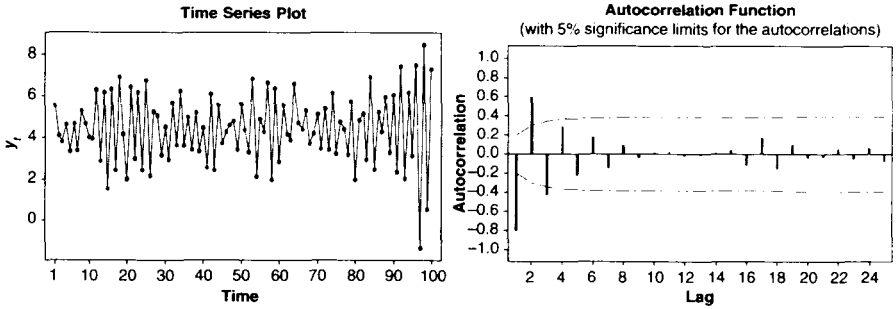 Time Series Plot
8
6
4
2
0
y_t
1 10 20 30 40 50 60 70 80 90 100
Time
Autocorrelation Function
(with 5% significance limits for the autocorrelations)
1.0
0.8
0.6
0.4
0.2
0.0
−0.2
−0.4
−0.6
−0.8
−1.0
Autocorrelation
2 4 6 8 10 12 14 16 18 20 22 24
Lag